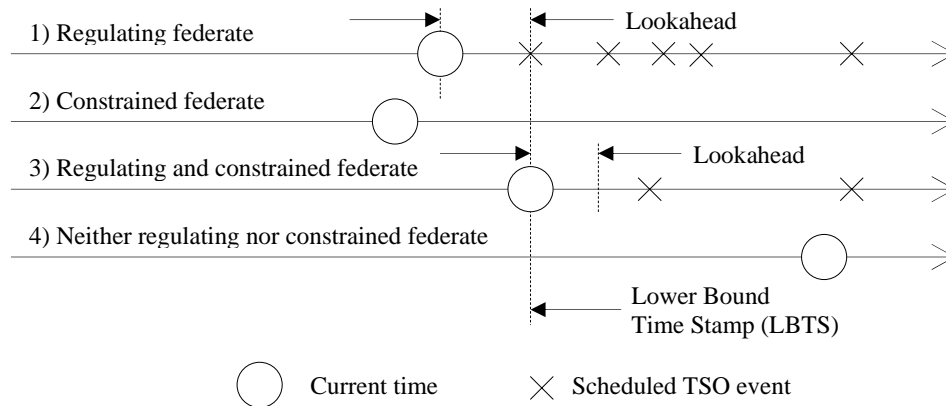 1) Regulating federate
Lookahead
2) Constrained federate
3) Regulating and constrained federate
Lookahead
4) Neither regulating nor constrained federate
Lower Bound
Time Stamp (LBTS)
Current time
Scheduled TSO event